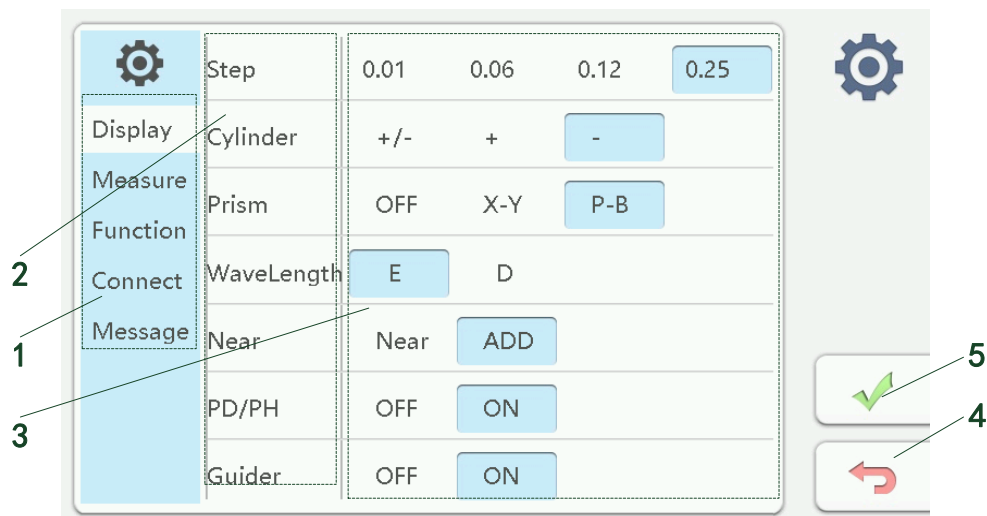 Step 0.01 0.06 0.12 0.25
Display
Cylinder +/- + -
Measure
Prism OFF X-Y P-B
Function
2
Connect
WaveLength E D
1
Message
Near Near ADD
5
PD/PH OFF ON
4
3
Guider OFF ON